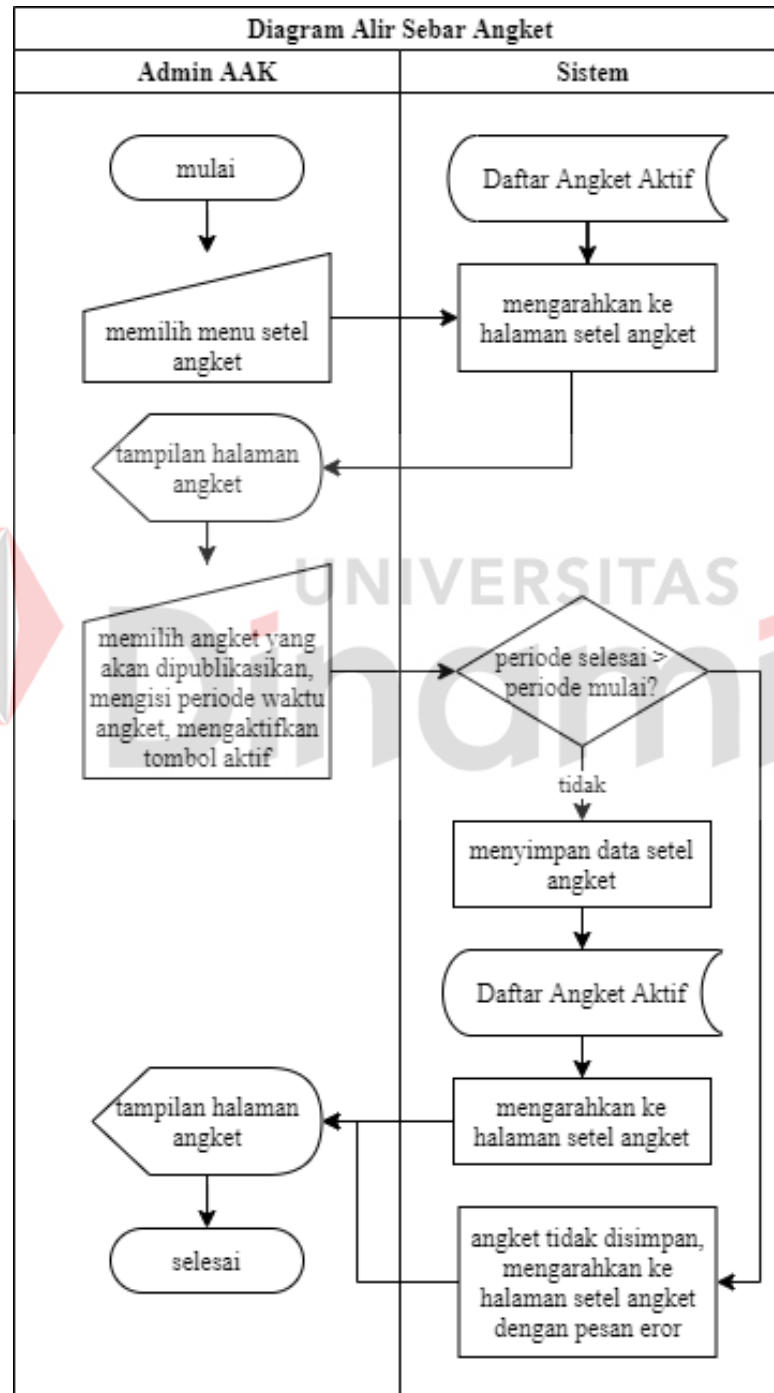 Diagram Alir Sebar Angket
Admin AAK
Sistem
mulai
Daftar Angket Aktif
memilih menu setel
angket
mengarahkan ke
halaman setel angket
tampilan halaman
angket
UNIVERSITAS
Dinami
memilih angket yang
akan dipublikasikan,
mengisi periode waktu
angket, mengaktifkan
tombol aktif
periode selesai >
periode mulai?
tidak
menyimpan data setel
angket
Daftar Angket Aktif
tampilan halaman
angket
mengarahkan ke
halaman setel angket
selesai
angket tidak disimpan,
mengarahkan ke
halaman setel angket
dengan pesan eror